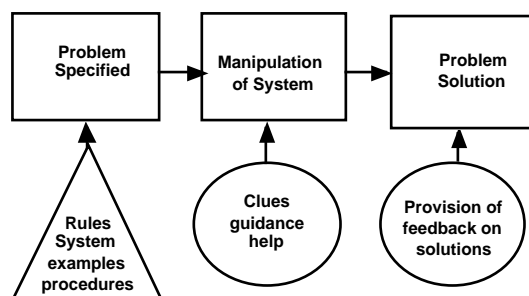 Problem
Specified
Manipulation
of System
Problem
Solution
Rules
System
examples
procedures
Clues
guidance
help
Provision of
feedback on
solutions